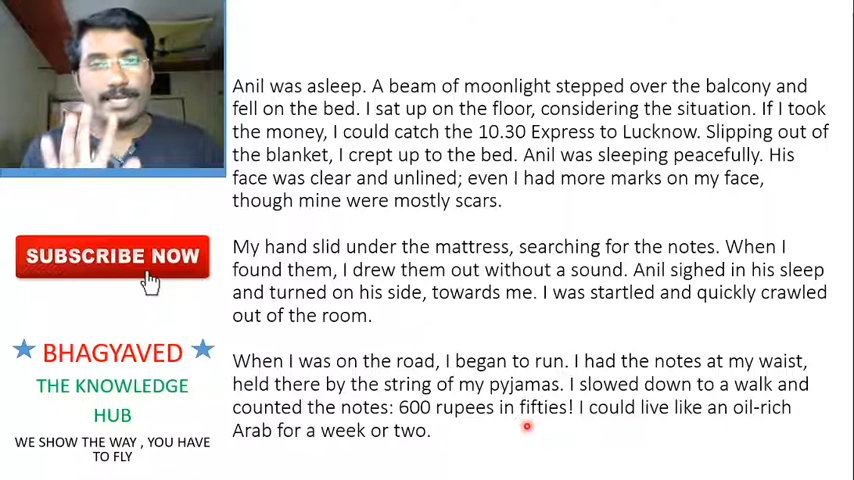 Anil was asleep. A beam of moonlight stepped over the balcony and
fell on the bed. I sat up on the floor, considering the situation. If I took
the money, I could catch the 10.30 Express to Lucknow. Slipping out of
the blanket, I crept up to the bed. Anil was sleeping peacefully. His
face was clear and unlined; even I had more marks on my face,
though mine were mostly scars.
My hand slid under the mattress, searching for the notes. When I
found them, I drew them out without a sound. Anil sighed in his sleep
and turned on his side, towards me. I was startled and quickly crawled
out of the room.
When I was on the road, I began to run. I had the notes at my waist,
held there by the string of my pyjamas. I slowed down to a walk and
counted the notes: 600 rupees in fifties! I could live like an oil-rich
Arab for a week or two.
SUBSCRIBE NOW
BHAGYAVED
THE KNOWLEDGE
HUB
WE SHOW THE WAY , YOU HAVE
TO FLY